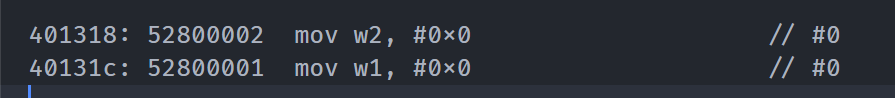 401318: 52800002 mov w2, #0×0 // #0
40131c: 52800001 mov w1, #0×0 // #0